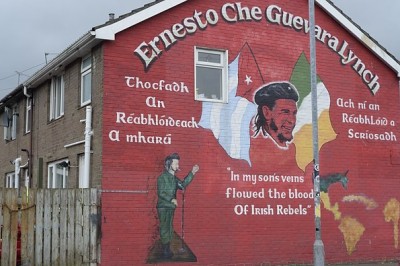 Ernesto Che Guevara Lynch
Thocfadh
An
Réabhlóideach
A mharú
Ach ní an
Réabhlóid a
Scriosadh
"In my son's veins
flowed the blood
Of Irish Rebels"